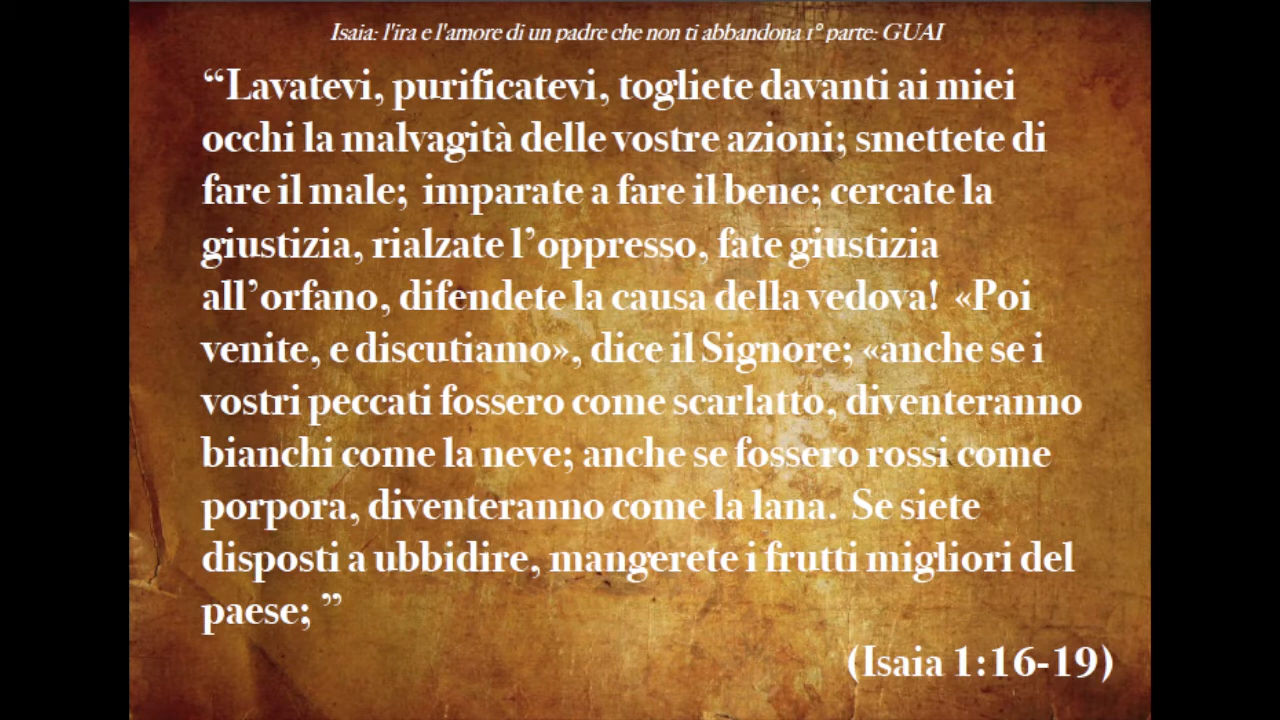 Isaia: l'ira e l'amore di un padre che non ti abbandona 1° parte: GUAI
“Lavatevi, purificatevi, togliete davanti ai miei
occhi la malvagità delle vostre azioni; smettete di
fare il male;  imparate a fare il bene; cercate la
giustizia, rialzate l’oppresso, fate giustizia
all’orfano, difendete la causa della vedova!  «Poi
venite, e discutiamo», dice il Signore; «anche se i
vostri peccati fossero come scarlatto, diventeranno
bianchi come la neve; anche se fossero rossi come
porpora, diventeranno come la lana.  Se siete
disposti a ubbidire, mangerete i frutti migliori del
paese; ”
(Isaia 1:16-19)